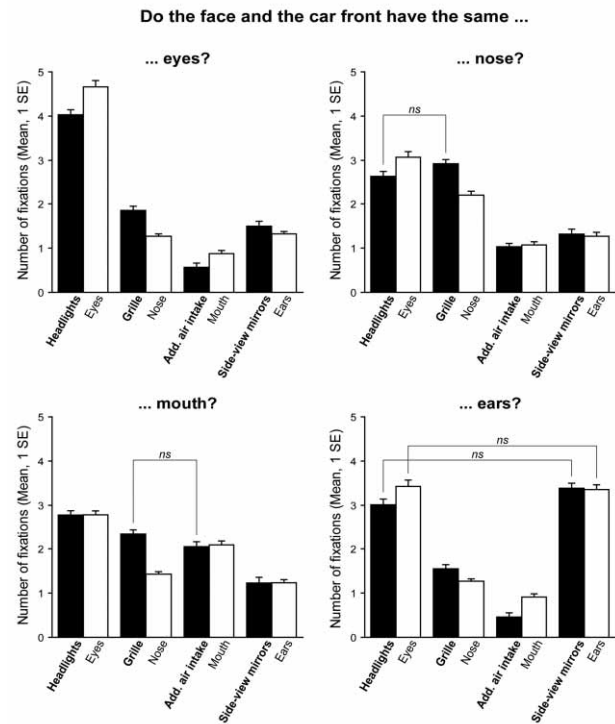 Do the face and the car front have the same ...
... eyes?
Number of fixations (Mean, 1 SE)
5
4
3
2
1
0
Headlights
Eyes
Grille
Nose
Add. air intake
Mouth
Side-view mirrors
Ears
... nose?
Number of fixations (Mean, 1 SE)
5
4
3
2
1
0
ns
Headlights
Eyes
Grille
Nose
Add. air intake
Mouth
Side-view mirrors
Ears
... mouth?
Number of fixations (Mean, 1 SE)
5
4
3
2
1
0
ns
Headlights
Eyes
Grille
Nose
Add. air intake
Mouth
Side-view mirrors
Ears
... ears?
Number of fixations (Mean, 1 SE)
5
4
3
2
1
0
ns
ns
Headlights
Eyes
Grille
Nose
Add. air intake
Mouth
Side-view mirrors
Ears